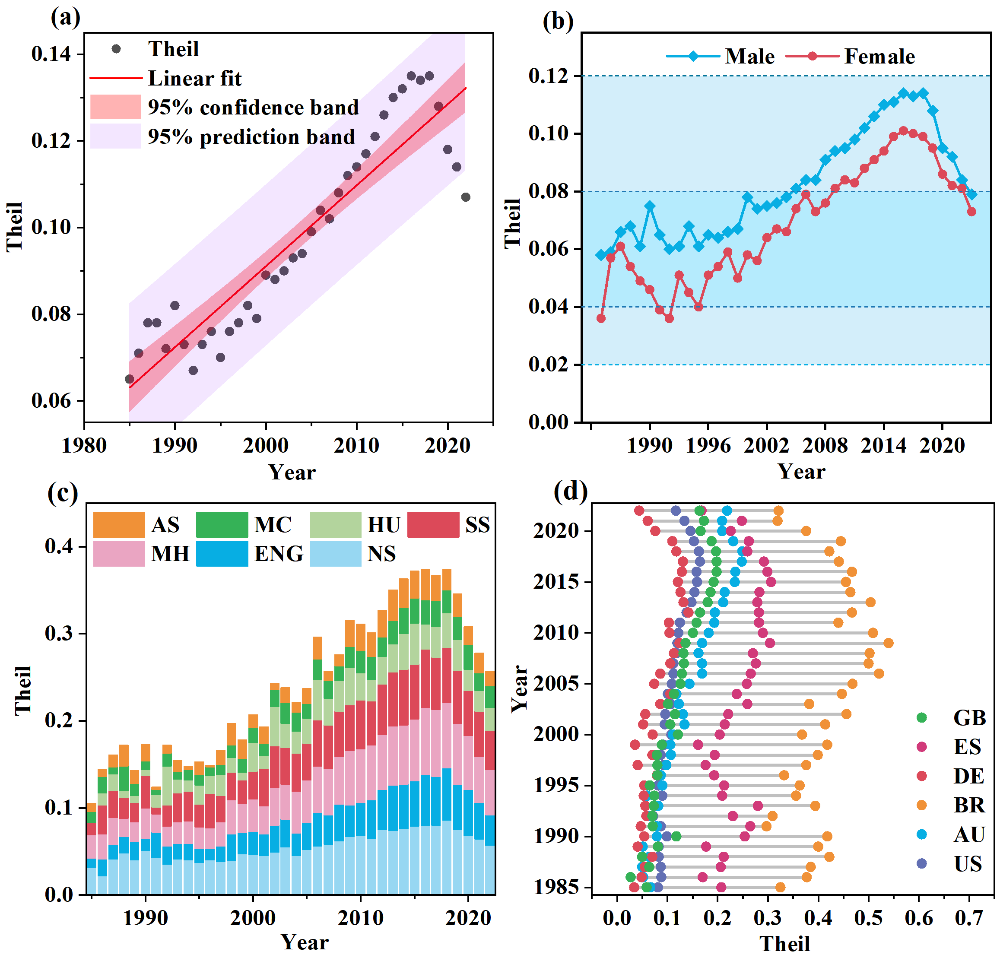 (a)
Theil
Linear fit
95% confidence band
95% prediction band
0.14
0.12
0.10
0.08
0.06
Theil
1980 1990 2000 2010 2020
Year
(b)
Male Female
0.12
0.10
0.08
0.06
0.04
0.02
0.00
Theil
1990 1996 2002 2008 2014 2020
Year
(c)
AS MC HU SS
MH ENG NS
0.4
0.3
0.2
0.1
0.0
Theil
1990 2000 2010 2020
Year
(d)
2020
2015
2010
2005
2000
1995
1990
1985
Year
GB
ES
DE
BR
AU
US
0.0 0.1 0.2 0.3 0.4 0.5 0.6 0.7
Theil